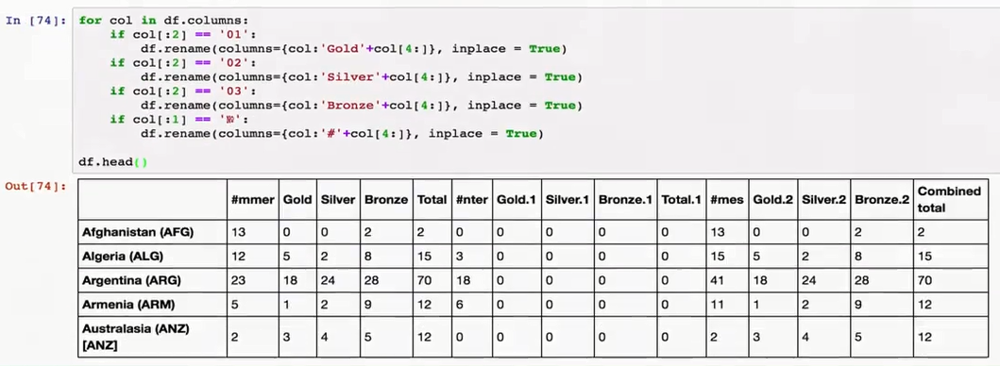 In [74]: for col in df.columns:
if col[:2] == '01':
df.rename(columns={col:'Gold'+col[4:]}, inplace = True)
if col[:2] == '02':
df.rename(columns={col:'Silver'+col[4:]}, inplace = True)
if col[:2] == '03':
df.rename(columns={col:'Bronze'+col[4:]}, inplace = True)
if col[:1] == '№':
df.rename(columns={col:'#'+col[4:]}, inplace = True)
df.head()
Out[74]:
#mmer Gold Silver Bronze Total #nter Gold.1 Silver.1 Bronze.1 Total.1 #mes Gold.2 Silver.2 Bronze.2 Combined total
Afghanistan (AFG) 13 0 0 2 2 0 0 0 0 0 13 0 0 2 2
Algeria (ALG) 12 5 2 8 15 3 0 0 0 0 15 5 2 8 15
Argentina (ARG) 23 18 24 28 70 18 0 0 0 0 41 18 24 28 70
Armenia (ARM) 5 1 2 9 12 6 0 0 0 0 11 1 2 9 12
Australasia (ANZ) [ANZ] 2 3 4 5 12 0 0 0 0 0 2 3 4 5 12